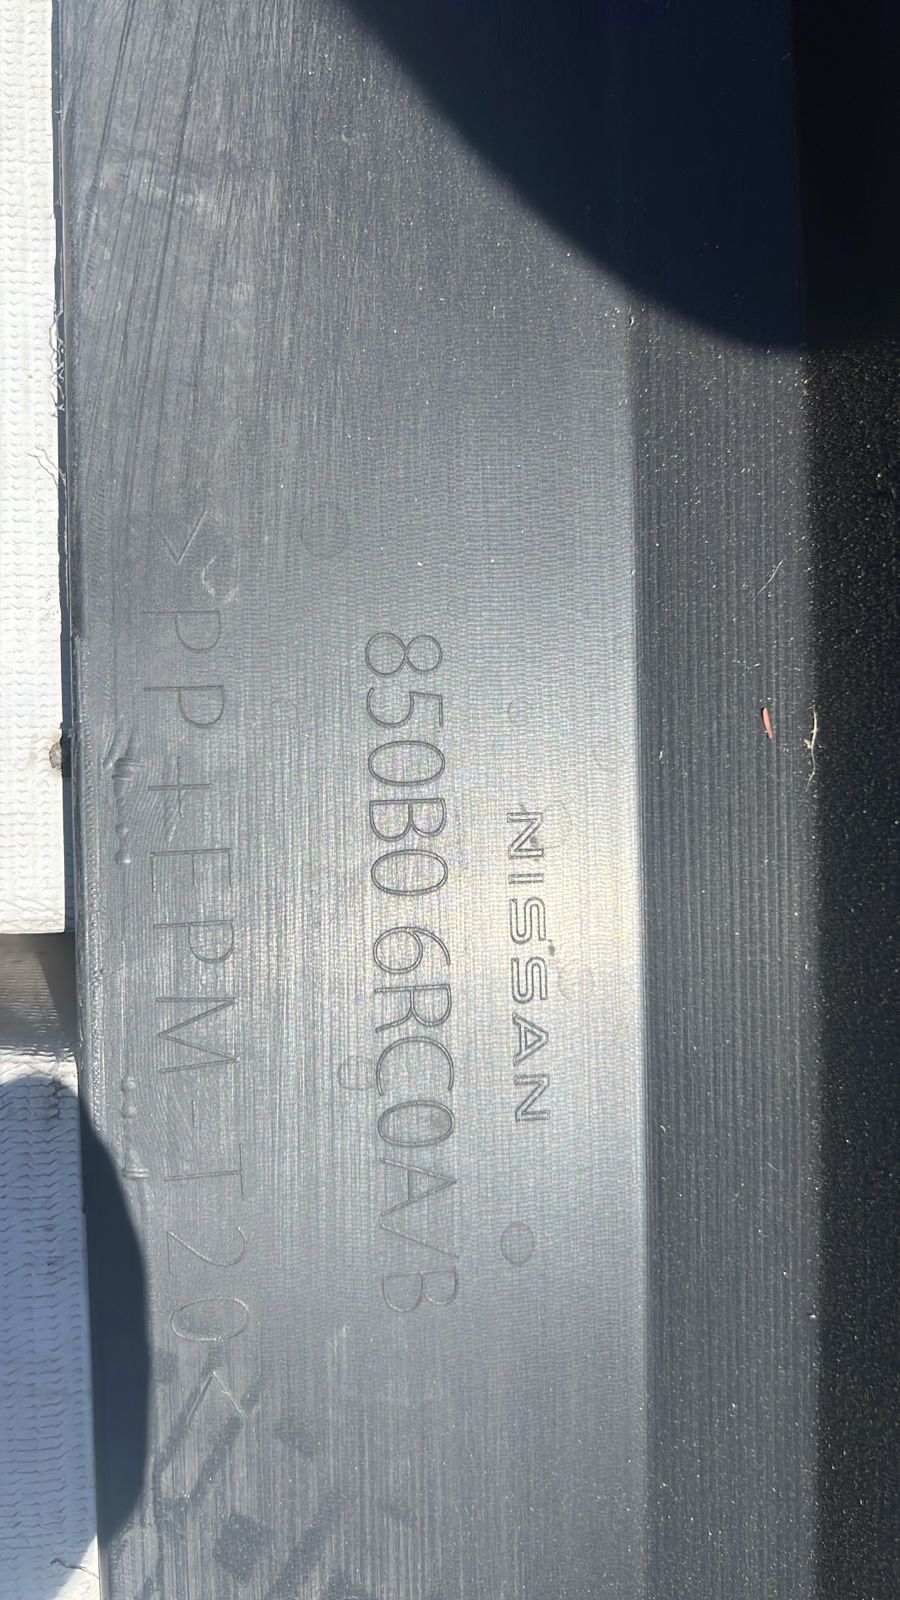 NISSAN
850B0 6RC0A/B
>PP+EPM-T20<